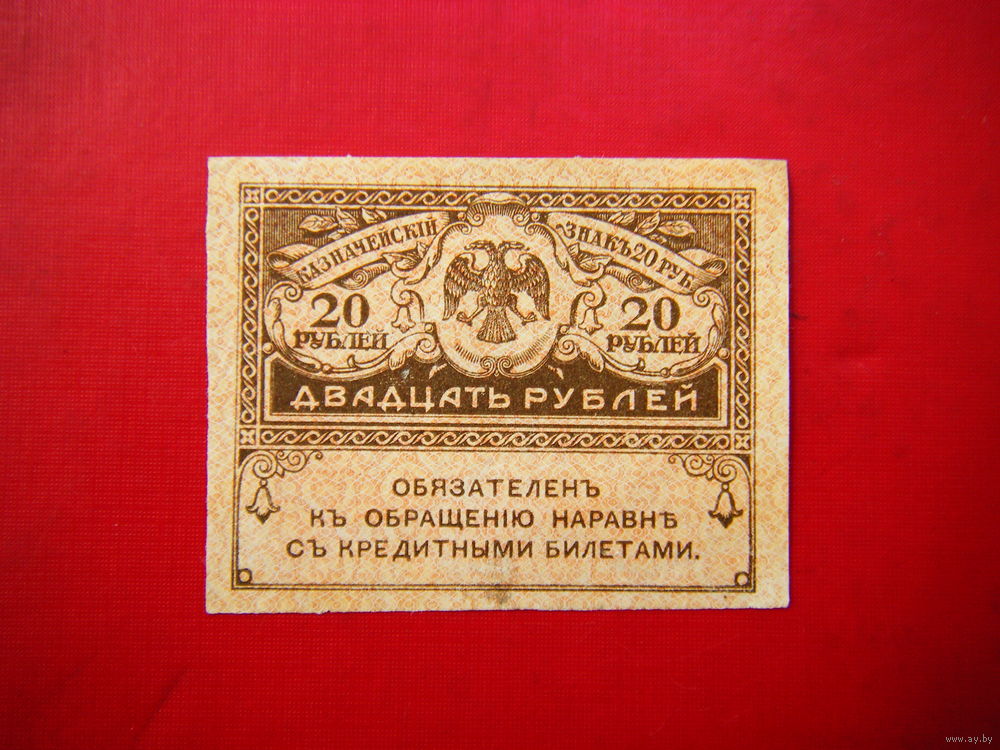 КАЗНАЧЕЙСКІЙ
ЗНАКЪ 20 РУБ.
20
РУБЛЕЙ
20
РУБЛЕЙ
ДВАДЦАТЬ РУБЛЕЙ
ОБЯЗАТЕЛЕНЪ
КЪ ОБРАЩЕНІЮ НАРАВНѢ
СЪ КРЕДИТНЫМИ БИЛЕТАМИ.
www.ay.by